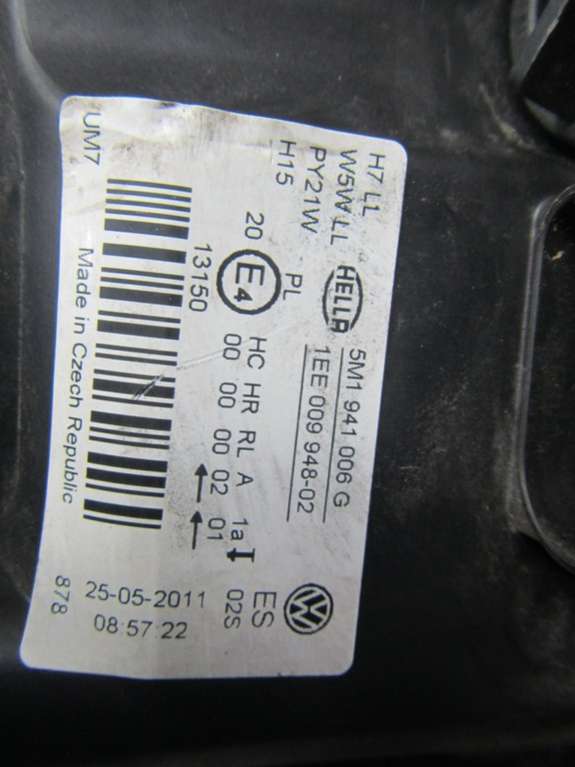 H7 LL
W5W LL
PY21W
H15
HELLA
5M1 941 006 G
1EE 009 948-02
PL
20
E4
HC HR RL A 1a
00 00 00 02 01
13150
UM7
Made in Czech Republic
ES
02S
25-05-2011
08:57:22
878
VW